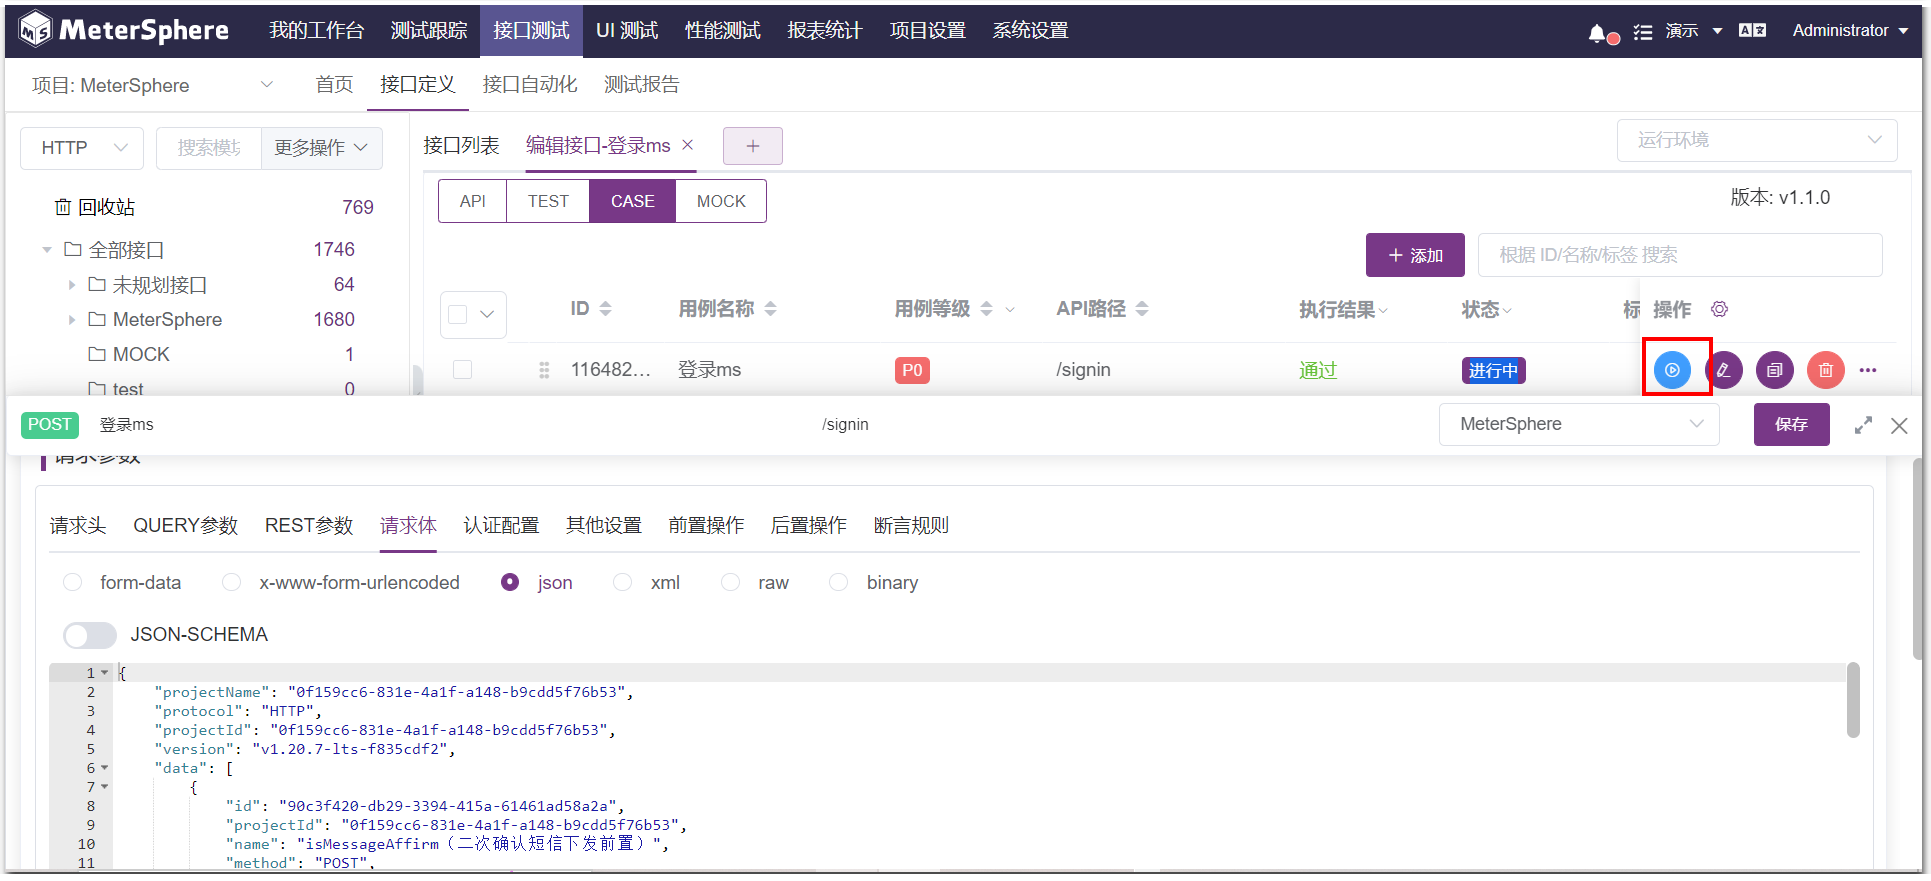 MeterSphere 我的工作台 测试跟踪 接口测试 UI 测试 性能测试 报表统计 项目设置 系统设置 演示 Administrator
项目: MeterSphere 首页 接口定义 接口自动化 测试报告
HTTP 搜索模块 更多操作 接口列表 编辑接口-登录ms × + 运行环境
API TEST CASE MOCK 版本: v1.1.0
回收站 769
+ 添加 根据 ID/名称/标签 搜索
全部接口 1746
未规划接口 64
MeterSphere 1680
MOCK 1
test 0
ID 用例名称 用例等级 API路径 执行结果 状态 标 操作
116482... 登录ms P0 /signin 通过 进行中 •••
POST 登录ms /signin MeterSphere 保存
请求参数
请求头 QUERY参数 REST参数 请求体 认证配置 其他设置 前置操作 后置操作 断言规则
form-data x-www-form-urlencoded json xml raw binary
JSON-SCHEMA
1 {
2 "projectName": "0f159cc6-831e-4a1f-a148-b9cdd5f76b53",
3 "protocol": "HTTP",
4 "projectId": "0f159cc6-831e-4a1f-a148-b9cdd5f76b53",
5 "version": "v1.20.7-lts-f835cdf2",
6 "data": [
7 {
8 "id": "90c3f420-db29-3394-415a-61461ad58a2a",
9 "projectId": "0f159cc6-831e-4a1f-a148-b9cdd5f76b53",
10 "name": "isMessageAffirm（二次确认短信下发前置）",
11 "method": "POST",